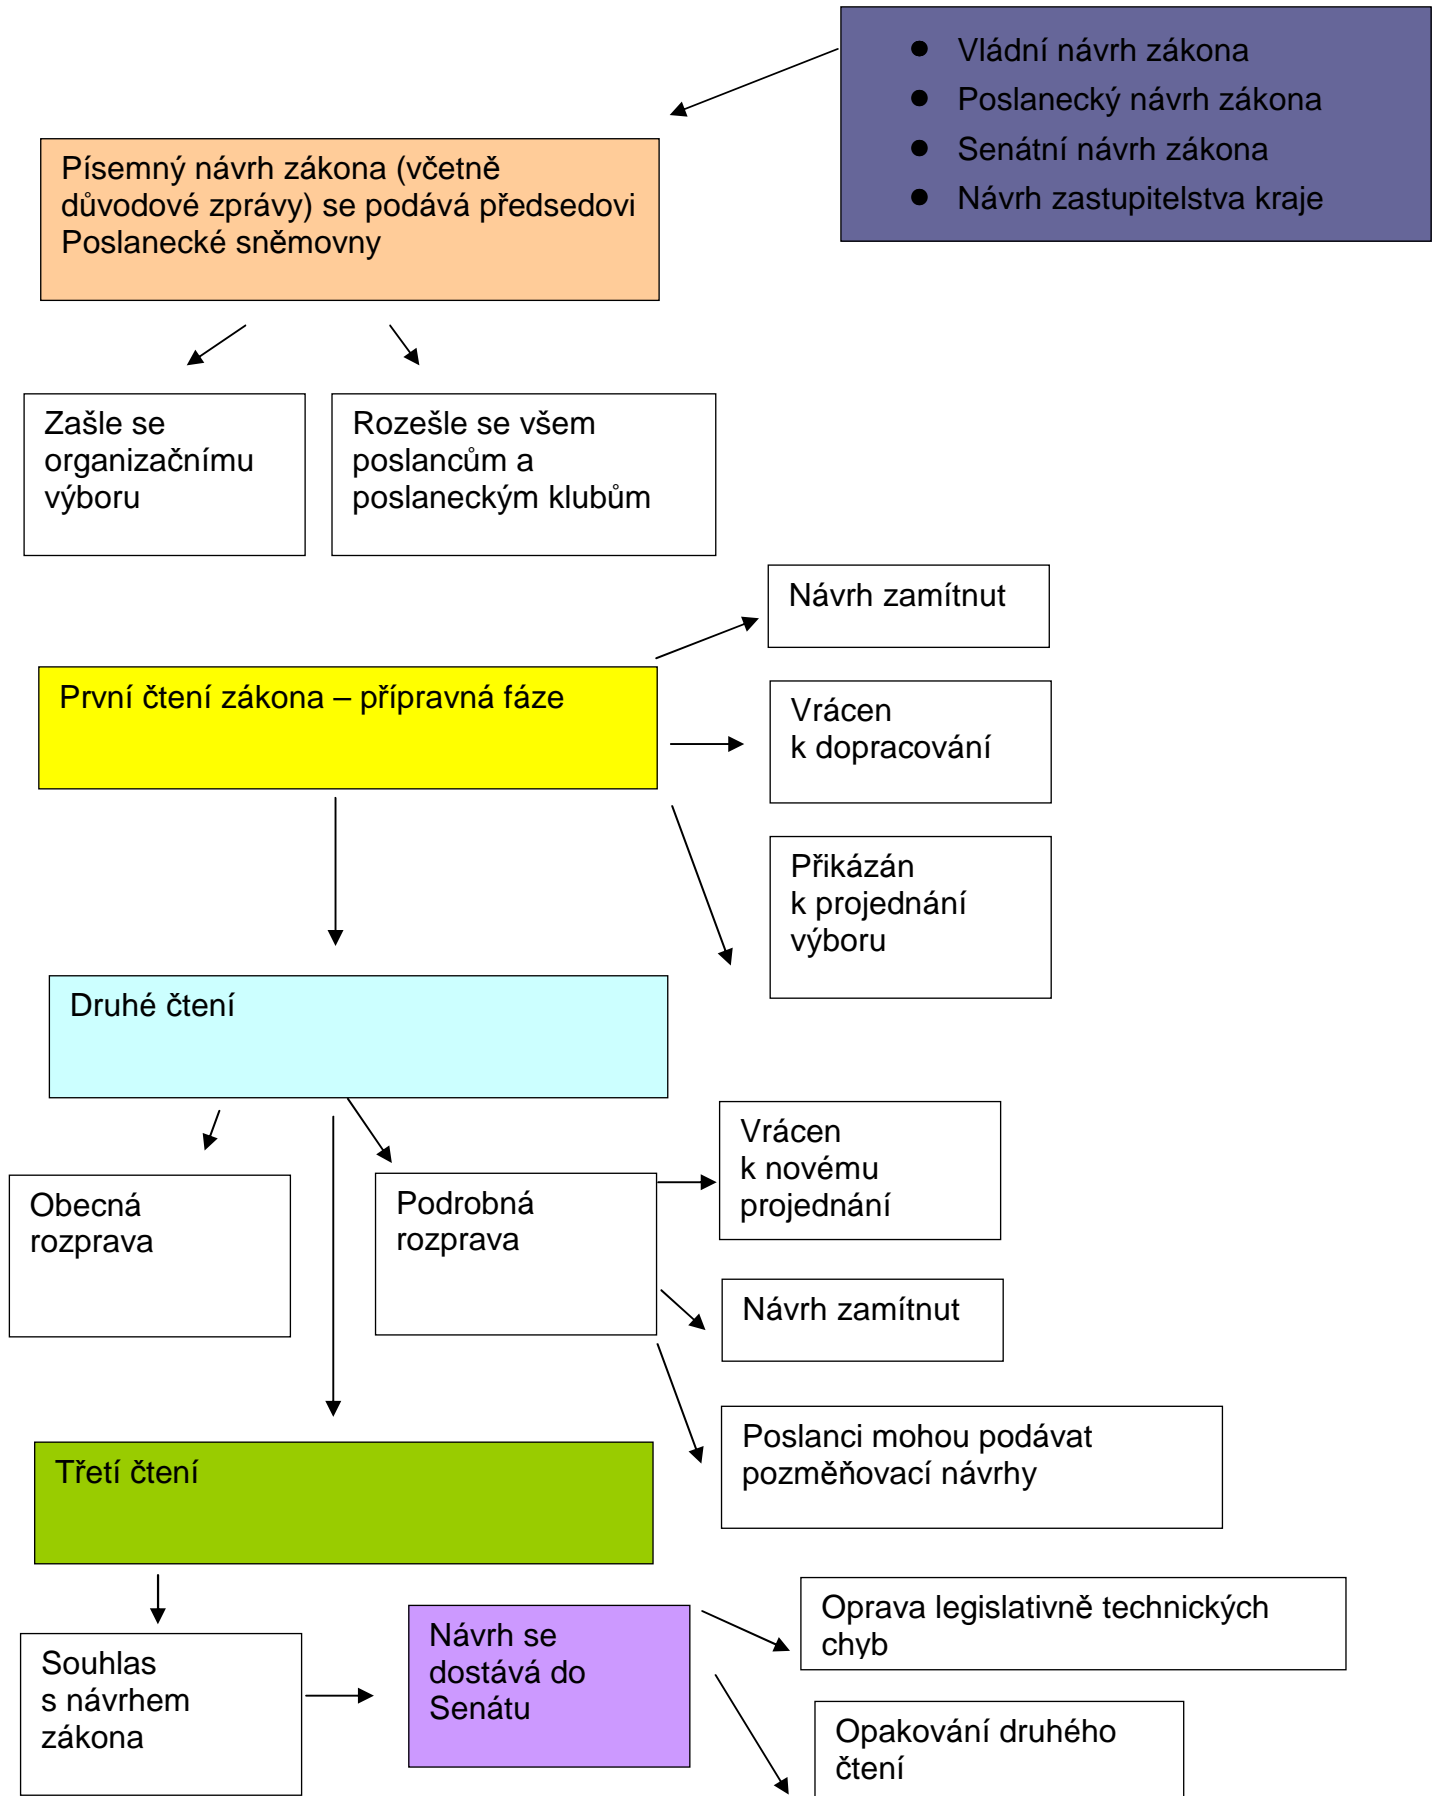 ● Vládní návrh zákona
● Poslanecký návrh zákona
● Senátní návrh zákona
● Návrh zastupitelstva kraje
Písemný návrh zákona (včetně
důvodové zprávy) se podává předsedovi
Poslanecké sněmovny
Zašle se
organizačnímu
výboru
Rozešle se všem
poslancům a
poslaneckým klubům
Návrh zamítnut
První čtení zákona – přípravná fáze
Vrácen
k dopracování
Přikázán
k projednání
výboru
Druhé čtení
Obecná
rozprava
Podrobná
rozprava
Vrácen
k novému
projednání
Návrh zamítnut
Poslanci mohou podávat
pozměňovací návrhy
Třetí čtení
Souhlas
s návrhem
zákona
Návrh se
dostává do
Senátu
Oprava legislativně technických
chyb
Opakování druhého
čtení